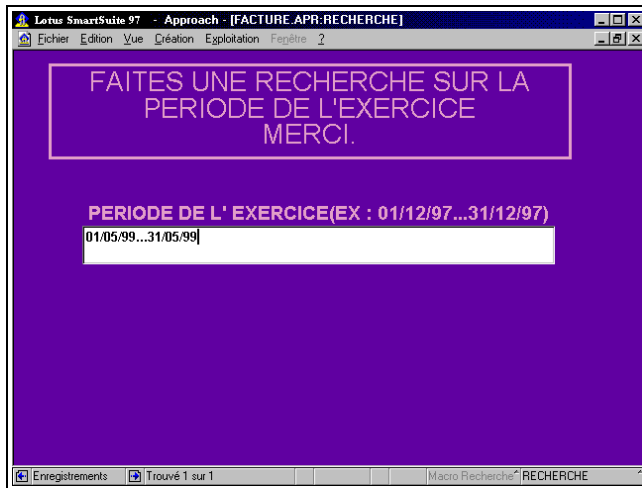 Lotus SmartSuite 97 - Approach - [FACTURE.APR:RECHERCHE]
Fichier Edition Vue Création Exploitation Fenêtre ?
FAITES UNE RECHERCHE SUR LA
PERIODE DE L'EXERCICE
MERCI.
PERIODE DE L' EXERCICE(EX : 01/12/97...31/12/97)
01/05/99...31/05/99
Enregistrements Trouvé 1 sur 1 Macro Recherche^ RECHERCHE ^